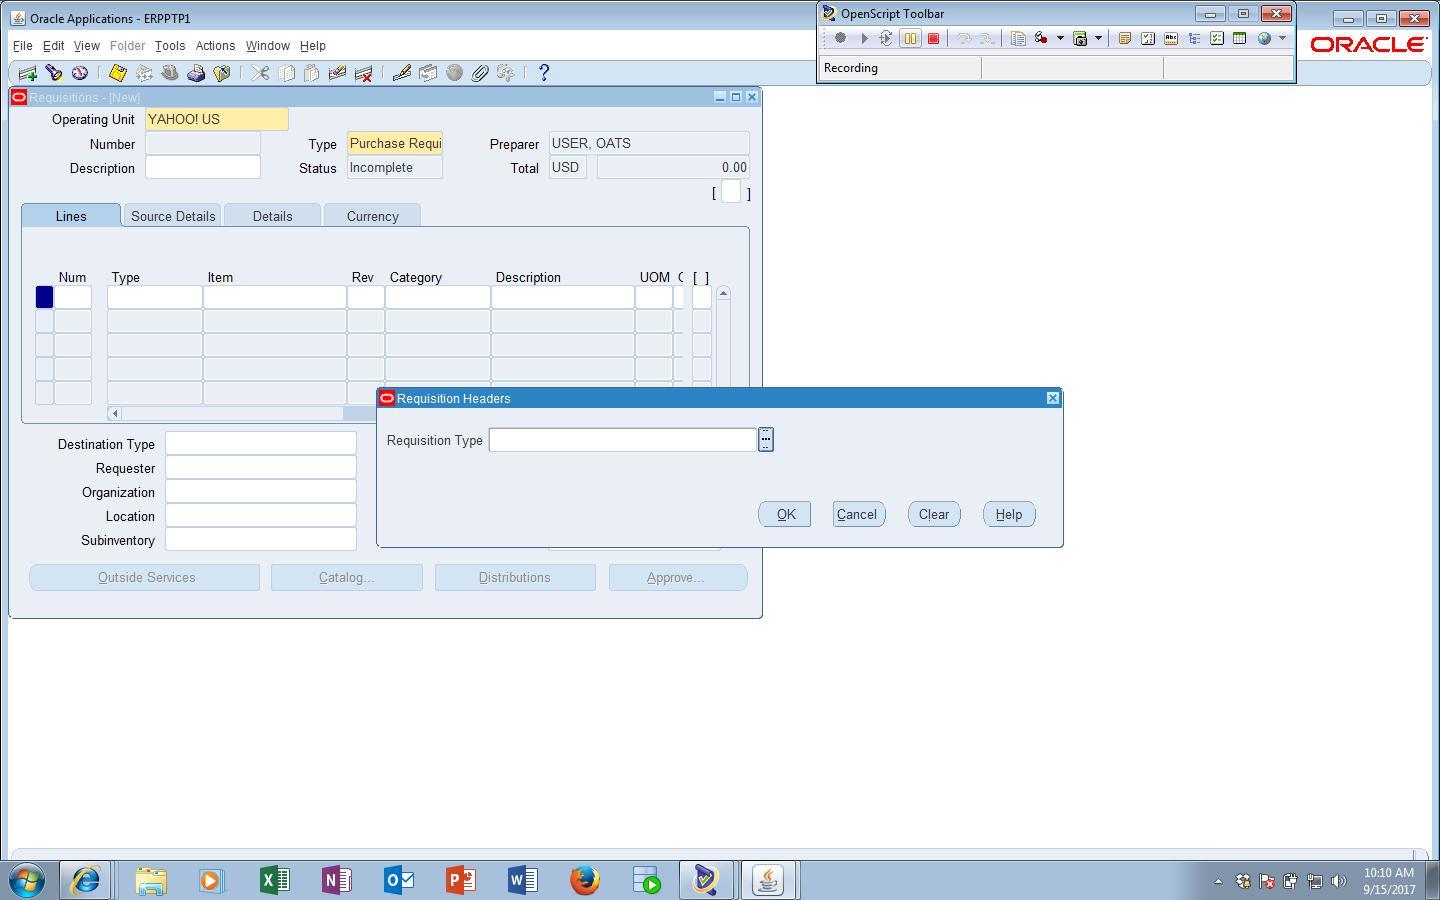 Oracle Applications - ERPPTP1
OpenScript Toolbar
File Edit View Folder Tools Actions Window Help
ORACLE
Recording
Requisitions - [New]
Operating Unit YAHOO! US
Number Type Purchase Requi Preparer USER, OATS
Description Status Incomplete Total USD 0.00
[ ]
Lines Source Details Details Currency
Num Type Item Rev Category Description UOM [ ]
Requisition Headers
Requisition Type
Destination Type
Requester
Organization
Location
Subinventory
OK Cancel Clear Help
Outside Services Catalog... Distributions Approve...
10:10 AM
9/15/2017